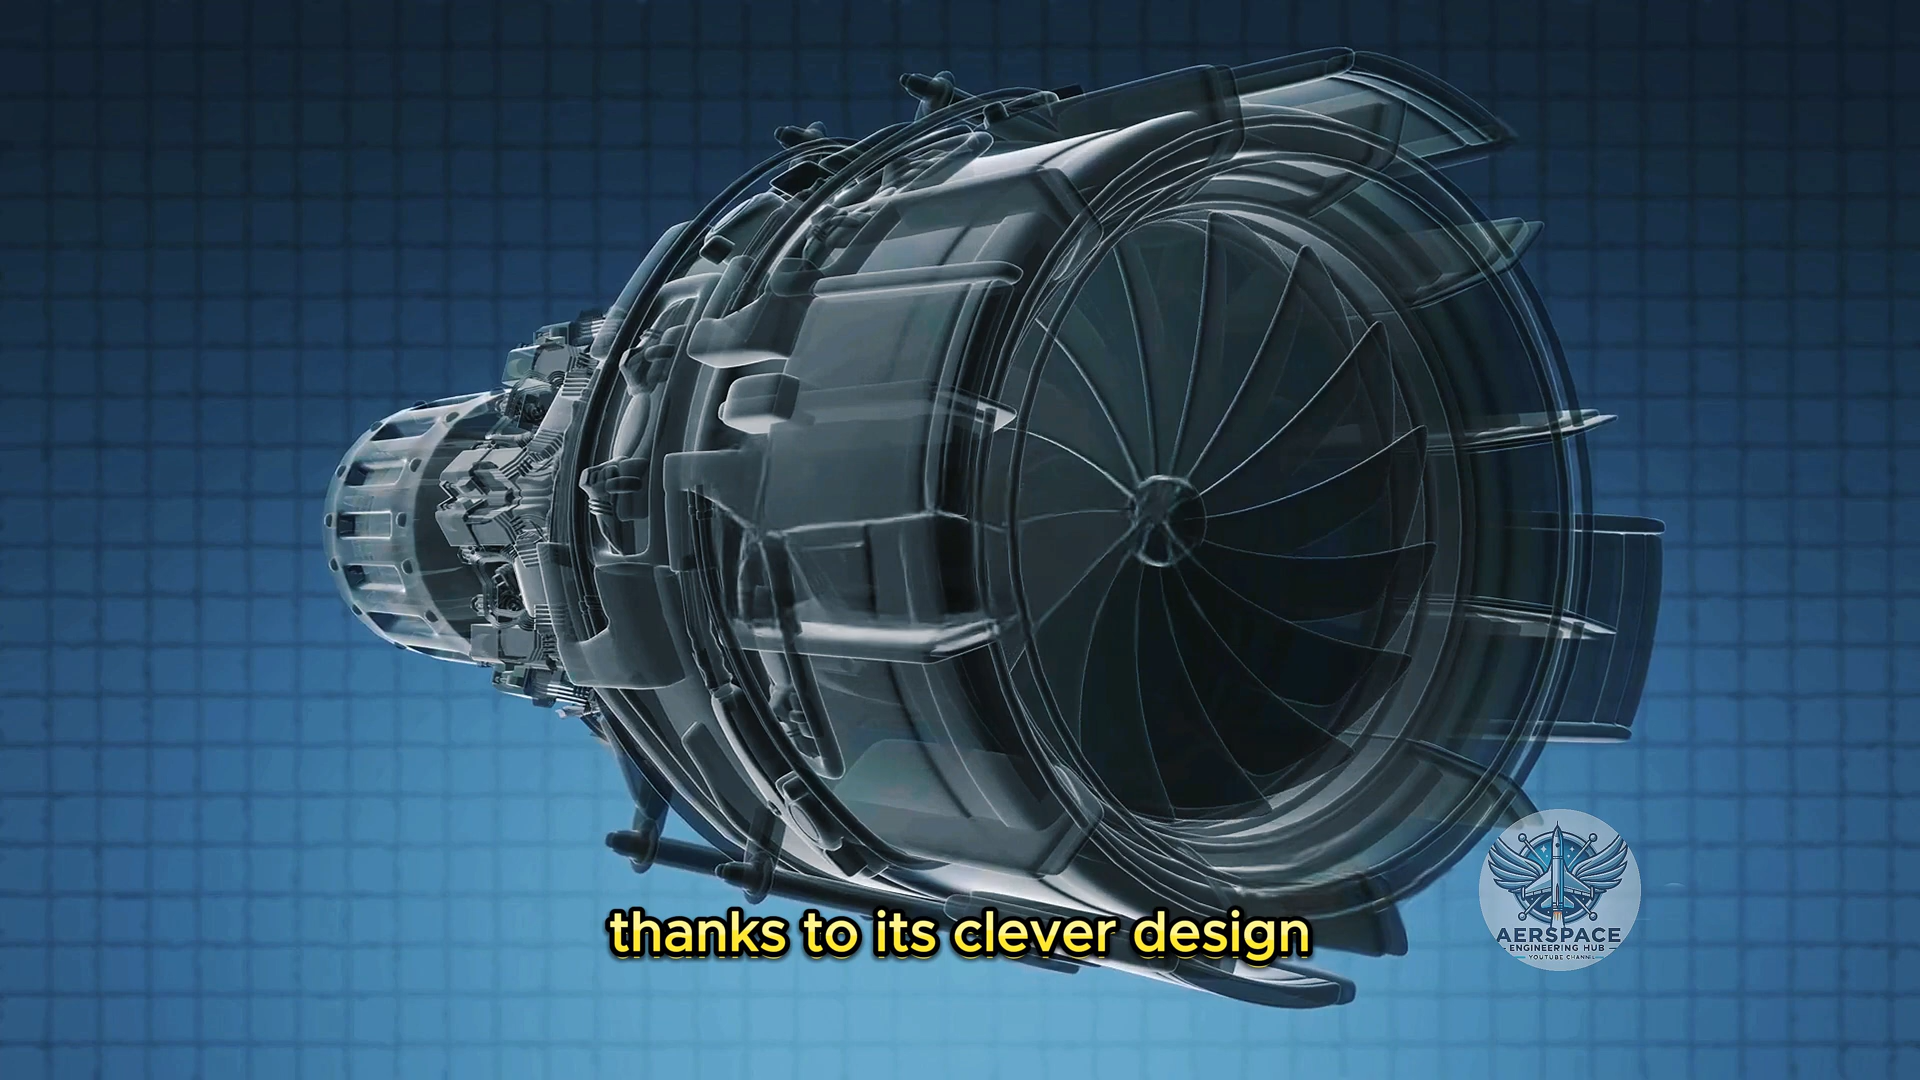 thanks to its clever design
AERSPACE
ENGINEERING HUB
YOUTUBE CHANNEL